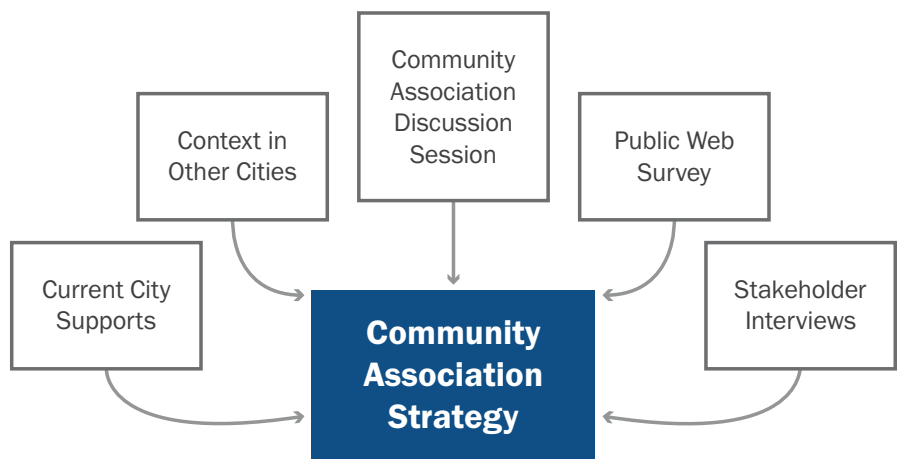 Current City
Supports
Context in
Other Cities
Community
Association
Discussion
Session
Public Web
Survey
Stakeholder
Interviews
Community
Association
Strategy